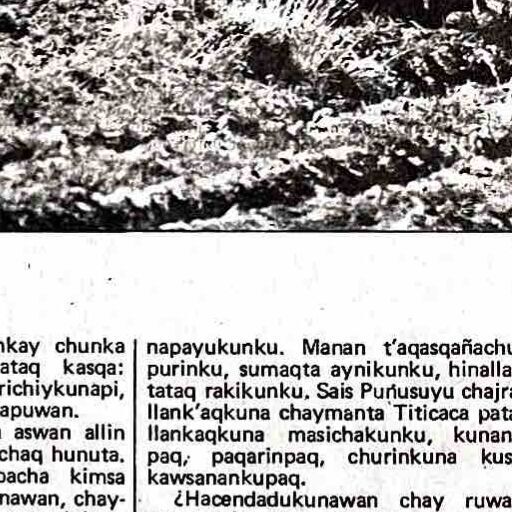 nkay chunka
ataq kasqa:
richiykunapi,
apuwan.
aswan allin
chaq hunuta.
pacha kimsa
nawan, chay-
napayukunku. Manan t'aqasqañachu
purinku, sumaqta aynikunku, hinalla
tataq rakikunku. Sais Puñusuyu chajra
llank'aqkuna chaymanta Titicaca pata
llankaqkuna masichakunku, kunan
paq, paqarinpaq, churinkuna kus
kawsanankupaq.
¿Hacendadukunawan chay ruwa